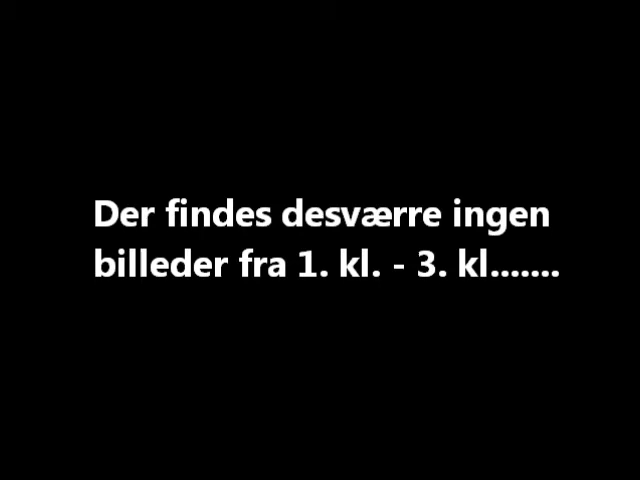 Der findes desværre ingen
billeder fra 1. kl. - 3. kl.......